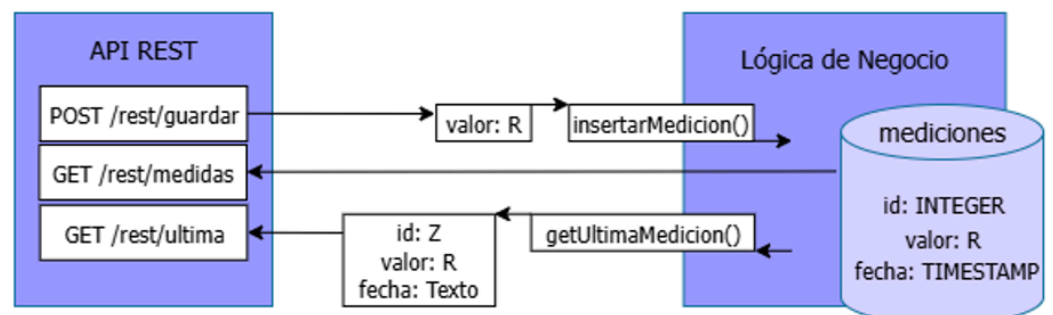 API REST
POST /rest/guardar
GET /rest/medidas
GET /rest/ultima
valor: R
insertarMedicion()
id: Z
valor: R
fecha: Texto
getUltimaMedicion()
Lógica de Negocio
mediciones
id: INTEGER
valor: R
fecha: TIMESTAMP